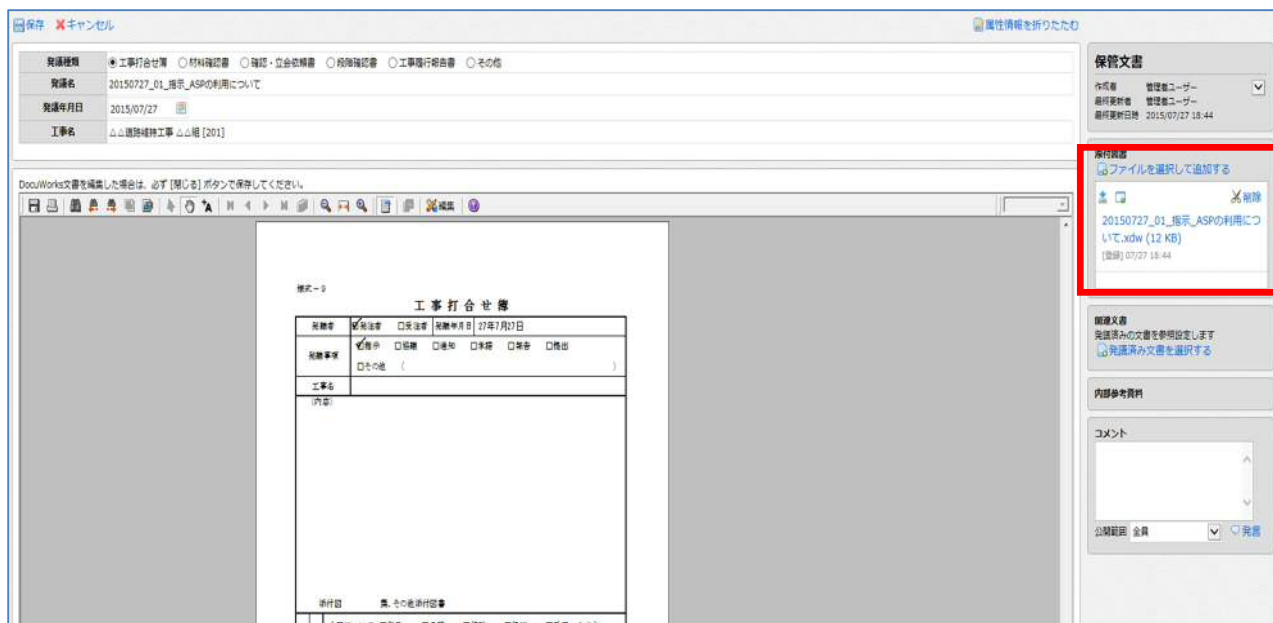 保存 キャンセル 属性情報を折りたたむ
発議種類 工事打合せ簿 材料確認書 確認・立会依頼書 段階確認書 工事履行報告書 その他
発議名 20150727_01_指示_ASPの利用について
発議年月日 2015/07/27
工事名 △△道路維持工事 △△組 [201]
DocuWorks文書を編集した場合は、必ず [閉じる] ボタンで保存してください。
編集
様式－9
工事打合せ簿
発議者 ☑発注者 □受注者 発議年月日 27年7月27日
発議事項 ☑指示 □協議 □通知 □承諾 □報告 □提出
□その他 ( )
工事名
(内容)
添付図 葉、その他添付図書
保管文書
作成者 管理者ユーザー
最終更新者 管理者ユーザー
最終更新日時 2015/07/27 18:44
添付図書
ファイルを選択して追加する
削除
20150727_01_指示_ASPの利用につ
いて.xdw (12 KB)
[登録] 07/27 18:44
関連文書
発議済みの文書を参照設定します
発議済み文書を選択する
内部参考資料
コメント
公開範囲 全員 発言